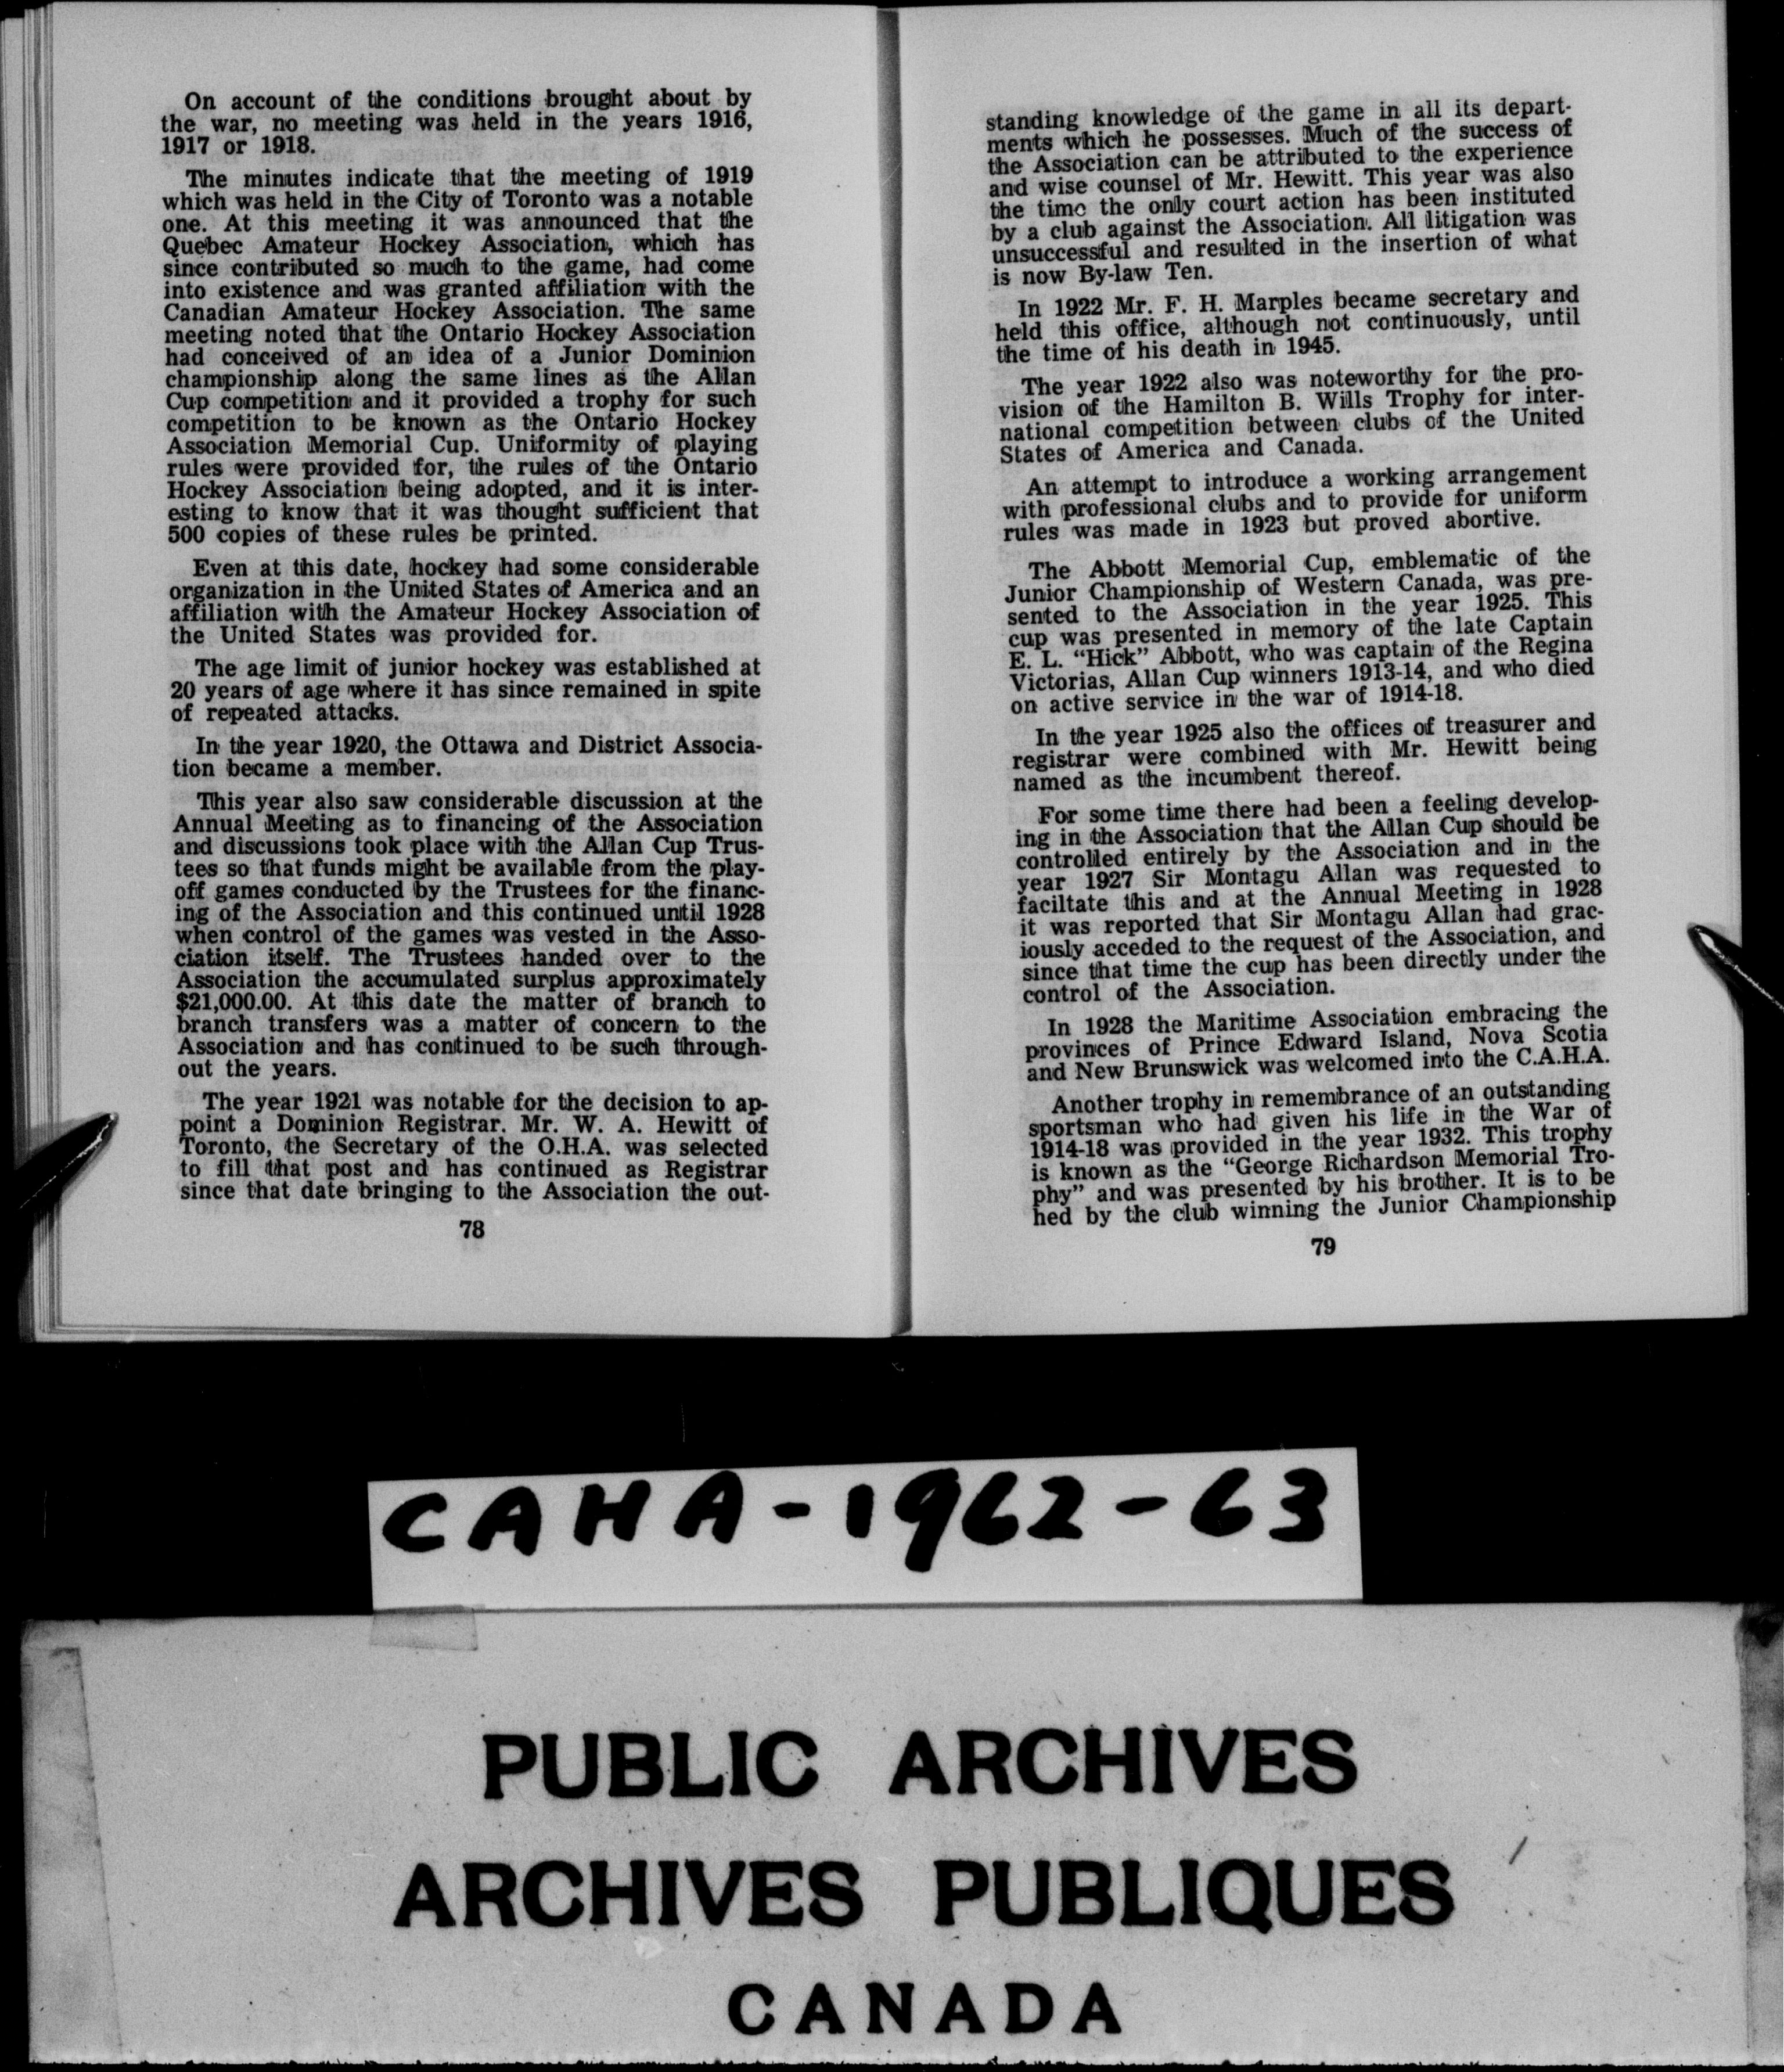 On account of the conditions brought about by
the war, no meeting was held in the years 1916,
1917 or 1918.
The minutes indicate that the meeting of 1919
which was held in the City of Toronto was a notable
one. At this meeting it was announced that the
Quebec Amateur Hockey Association, which has
since contributed so much to the game, had come
into existence and was granted affiliation with the
Canadian Amateur Hockey Association. The same
meeting noted that the Ontario Hockey Association
had conceived of an idea of a Junior Dominion
championship along the same lines as the Allan
Cup competition and it provided a trophy for such
competition to be known as the Ontario Hockey
Association Memorial Cup. Uniformity of playing
rules were provided for, the rules of the Ontario
Hockey Association being adopted, and it is inter-
esting to know that it was thought sufficient that
500 copies of these rules be printed.
Even at this date, hockey had some considerable
organization in the United States of America and an
affiliation with the Amateur Hockey Association of
the United States was provided for.
The age limit of junior hockey was established at
20 years of age where it has since remained in spite
of repeated attacks.
In the year 1920, the Ottawa and District Associa-
tion became a member.
This year also saw considerable discussion at the
Annual Meeting as to financing of the Association
and discussions took place with the Allan Cup Trus-
tees so that funds might be available from the play-
off games conducted by the Trustees for the financ-
ing of the Association and this continued until 1928
when control of the games was vested in the Asso-
ciation itself. The Trustees handed over to the
Association the accumulated surplus approximately
$21,000.00. At this date the matter of branch to
branch transfers was a matter of concern to the
Association and has continued to be such through-
out the years.
The year 1921 was notable for the decision to ap-
point a Dominion Registrar. Mr. W. A. Hewitt of
Toronto, the Secretary of the O.H.A. was selected
to fill that post and has continued as Registrar
since that date bringing to the Association the out-
78
standing knowledge of the game in all its depart-
ments which he possesses. Much of the success of
the Association can be attributed to the experience
and wise counsel of Mr. Hewitt. This year was also
the time the only court action has been instituted
by a club against the Association. All litigation was
unsuccessful and resulted in the insertion of what
is now By-law Ten.
In 1922 Mr. F. H. Marples became secretary and
held this office, although not continuously, until
the time of his death in 1945.
The year 1922 also was noteworthy for the pro-
vision of the Hamilton B. Wills Trophy for inter-
national competition between clubs of the United
States of America and Canada.
An attempt to introduce a working arrangement
with professional clubs and to provide for uniform
rules was made in 1923 but proved abortive.
The Abbott Memorial Cup, emblematic of the
Junior Championship of Western Canada, was pre-
sented to the Association in the year 1925. This
cup was presented in memory of the late Captain
E. L. "Hick" Abbott, who was captain of the Regina
Victorias, Allan Cup winners 1913-14, and who died
on active service in the war of 1914-18.
In the year 1925 also the offices of treasurer and
registrar were combined with Mr. Hewitt being
named as the incumbent thereof.
For some time there had been a feeling develop-
ing in the Association that the Allan Cup should be
controlled entirely by the Association and in the
year 1927 Sir Montagu Allan was requested to
faciltate this and at the Annual Meeting in 1928
it was reported that Sir Montagu Allan had grac-
iously acceded to the request of the Association, and
since that time the cup has been directly under the
control of the Association.
In 1928 the Maritime Association embracing the
provinces of Prince Edward Island, Nova Scotia
and New Brunswick was welcomed into the C.A.H.A.
Another trophy in remembrance of an outstanding
sportsman who had given his life in the War of
1914-18 was provided in the year 1932. This trophy
is known as the "George Richardson Memorial Tro-
phy" and was presented by his brother. It is to be
hed by the club winning the Junior Championship
79
CAHA-1962-63
PUBLIC ARCHIVES
ARCHIVES PUBLIQUES
CANADA